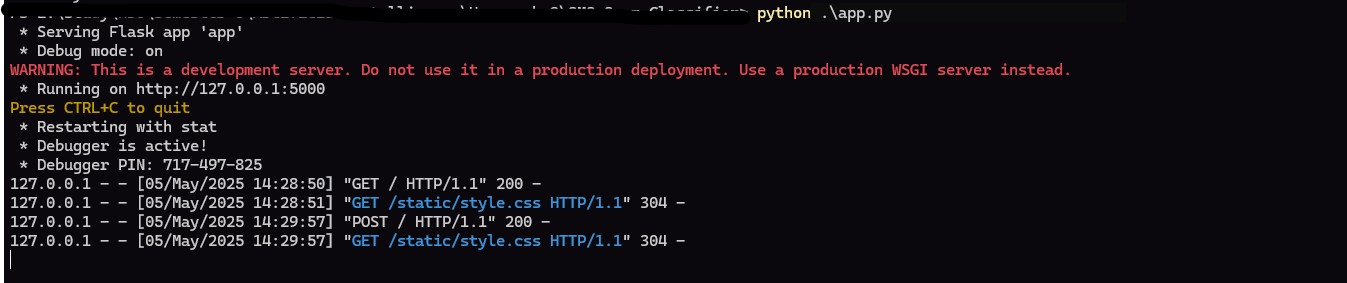 python .\app.py
 * Serving Flask app 'app'
 * Debug mode: on
WARNING: This is a development server. Do not use it in a production deployment. Use a production WSGI server instead.
 * Running on http://127.0.0.1:5000
Press CTRL+C to quit
 * Restarting with stat
 * Debugger is active!
 * Debugger PIN: 717-497-825
127.0.0.1 - - [05/May/2025 14:28:50] "GET / HTTP/1.1" 200 -
127.0.0.1 - - [05/May/2025 14:28:51] "GET /static/style.css HTTP/1.1" 304 -
127.0.0.1 - - [05/May/2025 14:29:57] "POST / HTTP/1.1" 200 -
127.0.0.1 - - [05/May/2025 14:29:57] "GET /static/style.css HTTP/1.1" 304 -